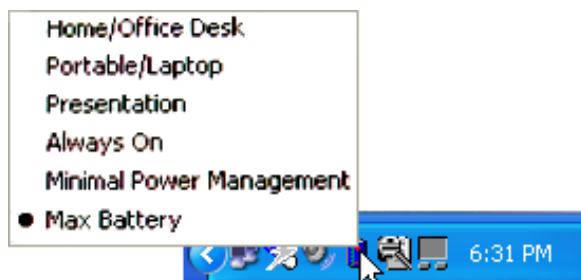 Home/Office Desk
Portable/Laptop
Presentation
Always On
Minimal Power Management
Max Battery
6:31 PM